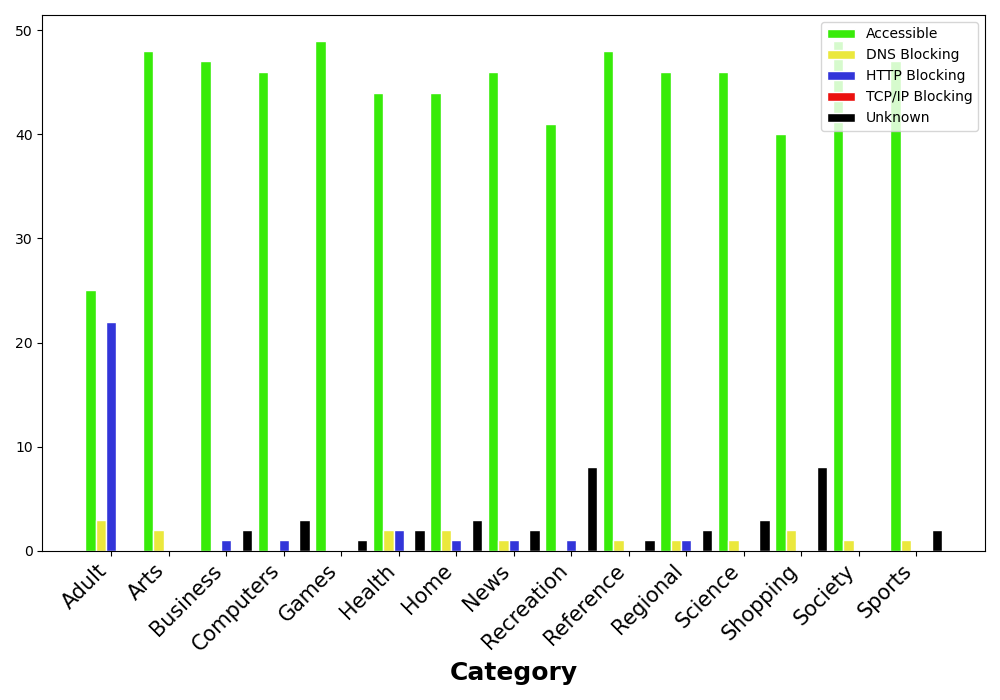 50
40
30
20
10
0
Accessible
DNS Blocking
HTTP Blocking
TCP/IP Blocking
Unknown
Adult
Arts
Business
Computers
Games
Health
Home
News
Recreation
Reference
Regional
Science
Shopping
Society
Sports
Category